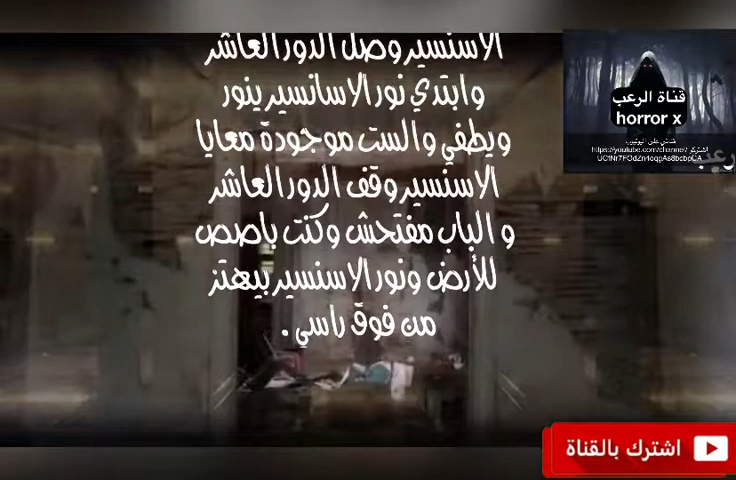 الاسنسير وصل الدور العاشر
وابتدي نور الاسانسير ينور
ويطفي والست موجودة معايا
الاسنسير وقف الدور العاشر
و الباب مفتحش وكنت باصص
للأرض ونور الاسنسير بيهتز
من فوق راسي .
قناة الرعب
horror x
اشترك بالقناة